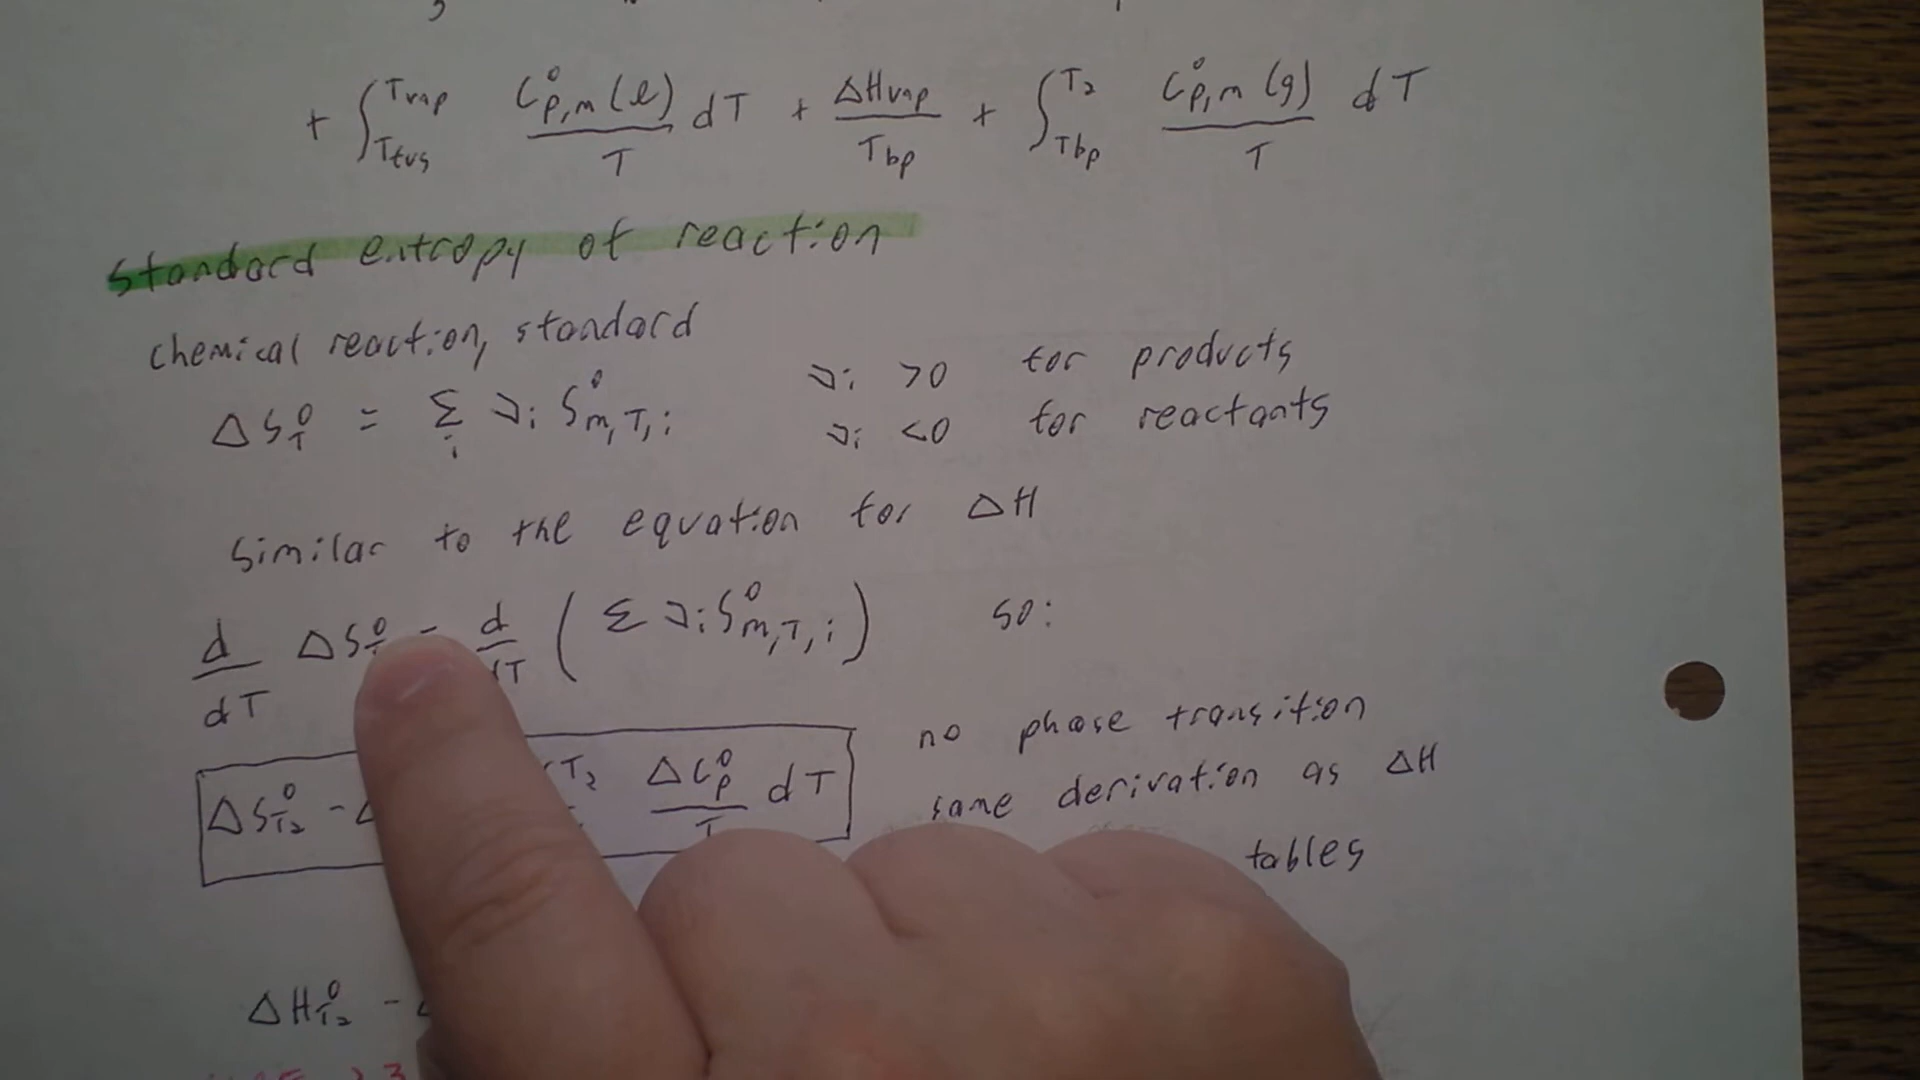 + ∫_{Tfus}^{Tvap} C°p,m(l)/T dT + ΔHvap/Tbp + ∫_{Tbp}^{T2} C°p,m(g)/T dT
Standard entropy of reaction
chemical reaction, standard
νi >0 for products
ΔS°T = Σi νi S°m,T,i
νi <0 for reactants
Similar to the equation for ΔH
d/dT ΔS°T = d/dT ( Σ νi S°m,T,i ) so:
no phase transition
ΔS°T2 - T2 ΔC°p/T dT
same derivation as ΔH
tables
ΔH°T2 -